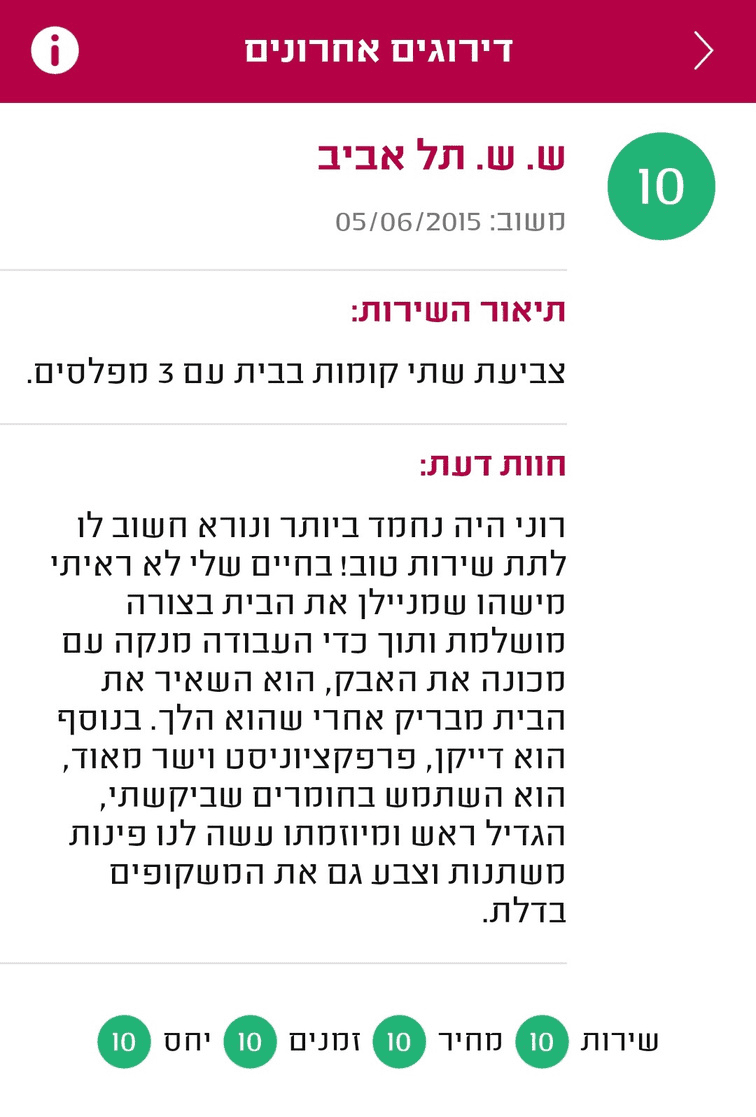 דירוגים אחרונים
10
ש. ש. תל אביב
משוב: 05/06/2015
תיאור השירות:
צביעת שתי קומות בבית עם 3 מפלסים.
חוות דעת:
רוני היה נחמד ביותר ונורא חשוב לו
לתת שירות טוב! בחיים שלי לא ראיתי
מישהו שמניילן את הבית בצורה
מושלמת ותוך כדי העבודה מנקה עם
מכונה את האבק, הוא השאיר את
הבית מבריק אחרי שהוא הלך. בנוסף
הוא דייקן, פרפקציוניסט וישר מאוד,
הוא השתמש בחומרים שביקשתי,
הגדיל ראש ומיוזמתו עשה לנו פינות
משתנות וצבע גם את המשקופים
בדלת.
שירות 10 מחיר 10 זמנים 10 יחס 10